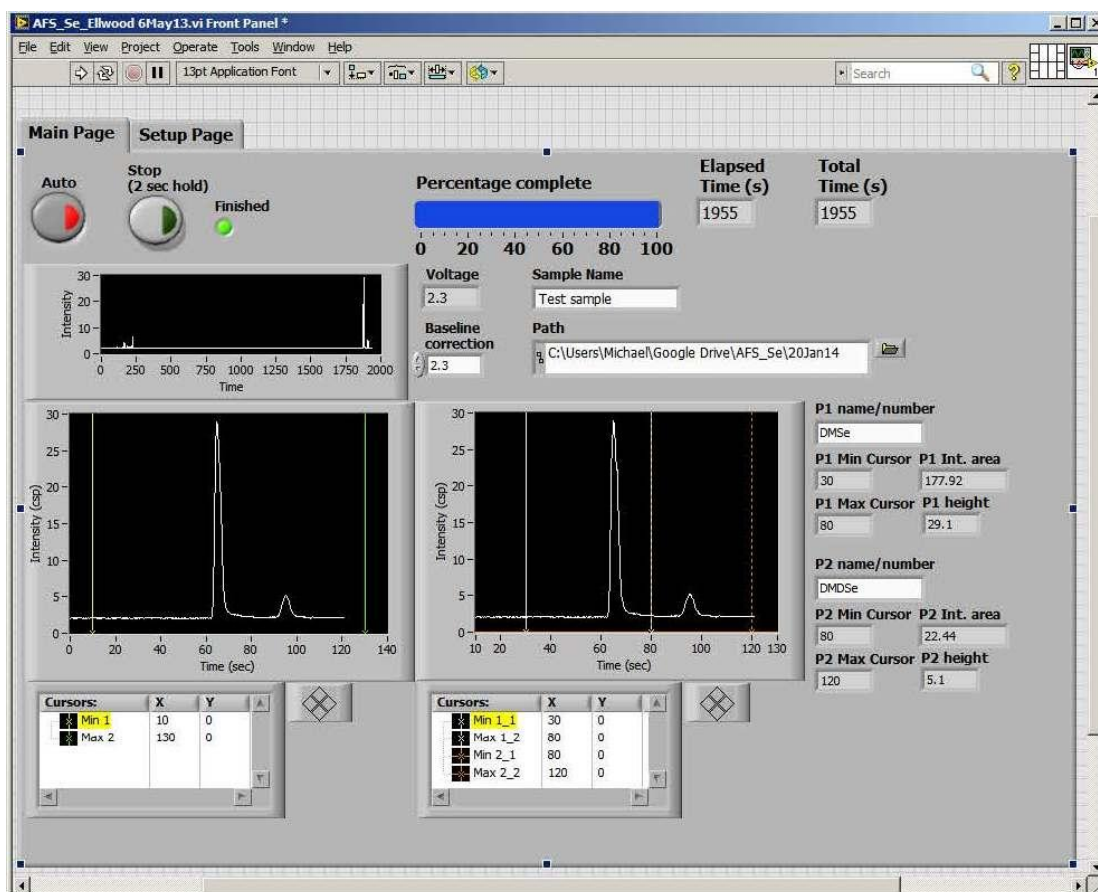 AFS_Se_Ellwood 6May13.vi Front Panel *
File Edit View Project Operate Tools Window Help
13pt Application Font
Search
1
Main Page Setup Page
Auto
Stop
(2 sec hold)
Finished
Percentage complete
0 20 40 60 80 100
Elapsed
Time (s)
1955
Total
Time (s)
1955
Intensity
30
20
10
0
0 250 500 750 1000 1250 1500 1750 2000
Time
Voltage
2.3
Sample Name
Test sample
Baseline
correction
2.3
Path
C:\Users\Michael\Google Drive\AFS_Se\20Jan14
Intensity (csp)
30
25
20
15
10
5
0
0 20 40 60 80 100 120 140
Time (sec)
Intensity (csp)
30
25
20
15
10
5
0
10 20 40 60 80 100 120 130
Time (sec)
P1 name/number
DMSe
P1 Min Cursor P1 Int. area
30 177.92
P1 Max Cursor P1 height
80 29.1
P2 name/number
DMDSe
P2 Min Cursor P2 Int. area
80 22.44
P2 Max Cursor P2 height
120 5.1
Cursors: X Y
Min 1 10 0
Max 2 130 0
Cursors: X Y
Min 1_1 30 0
Max 1_2 80 0
Min 2_1 80 0
Max 2_2 120 0